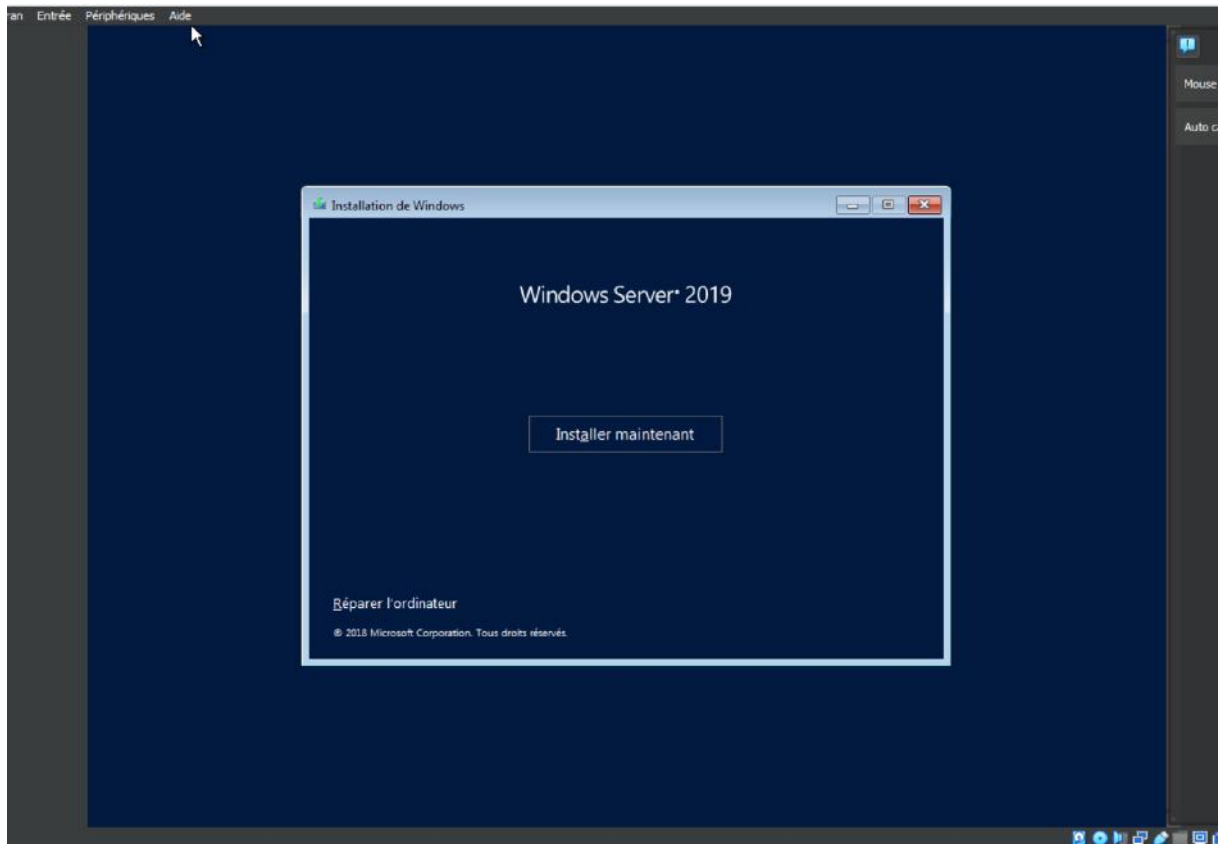 Entrée Périphériques Aide
Mouse
Auto
Installation de Windows
Windows Server® 2019
Installer maintenant
Réparer l'ordinateur
© 2018 Microsoft Corporation. Tous droits réservés.